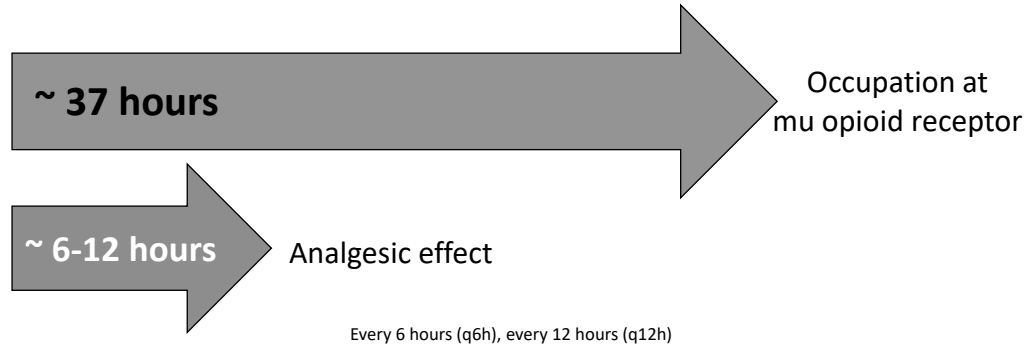 ~ 37 hours
Occupation at
mu opioid receptor
~ 6-12 hours
Analgesic effect
Every 6 hours (q6h), every 12 hours (q12h)